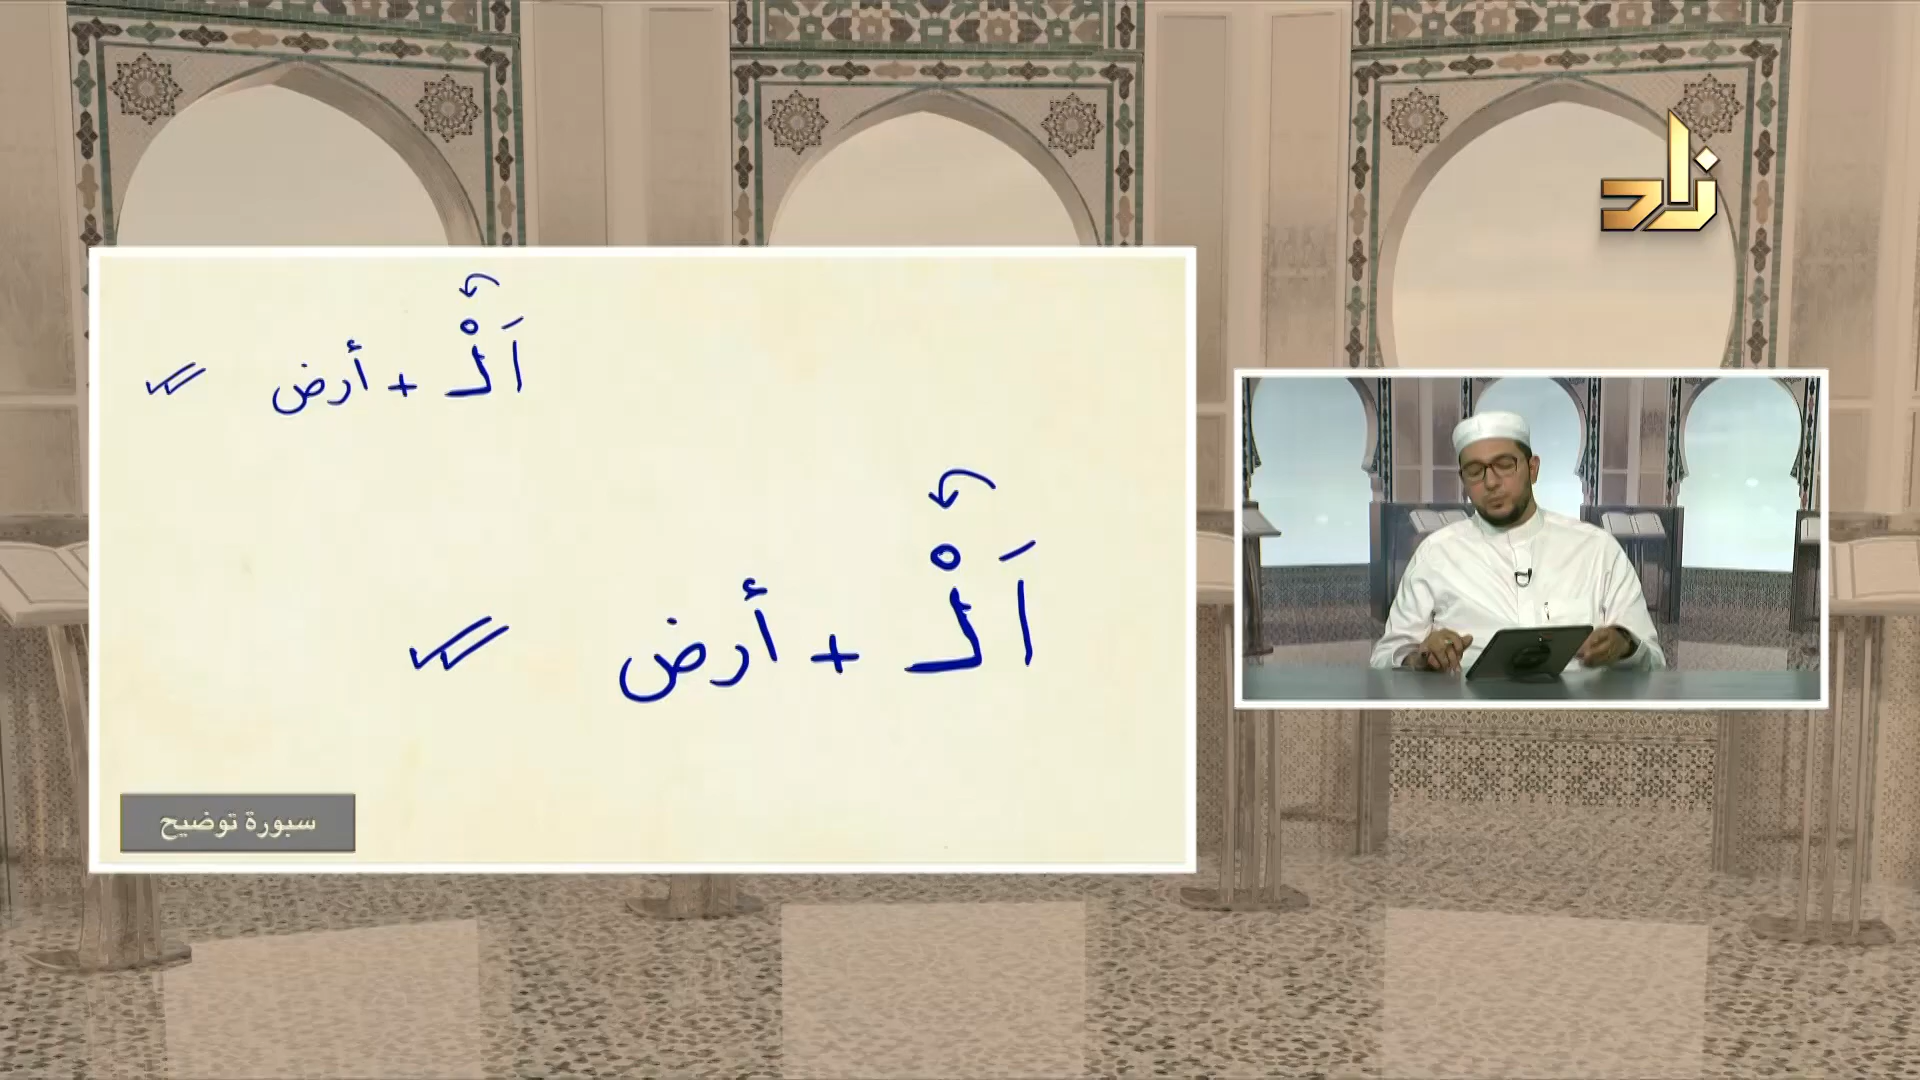 زاد
اَلْـ + أرض
اَلْـ + أرض
سبورة توضيح